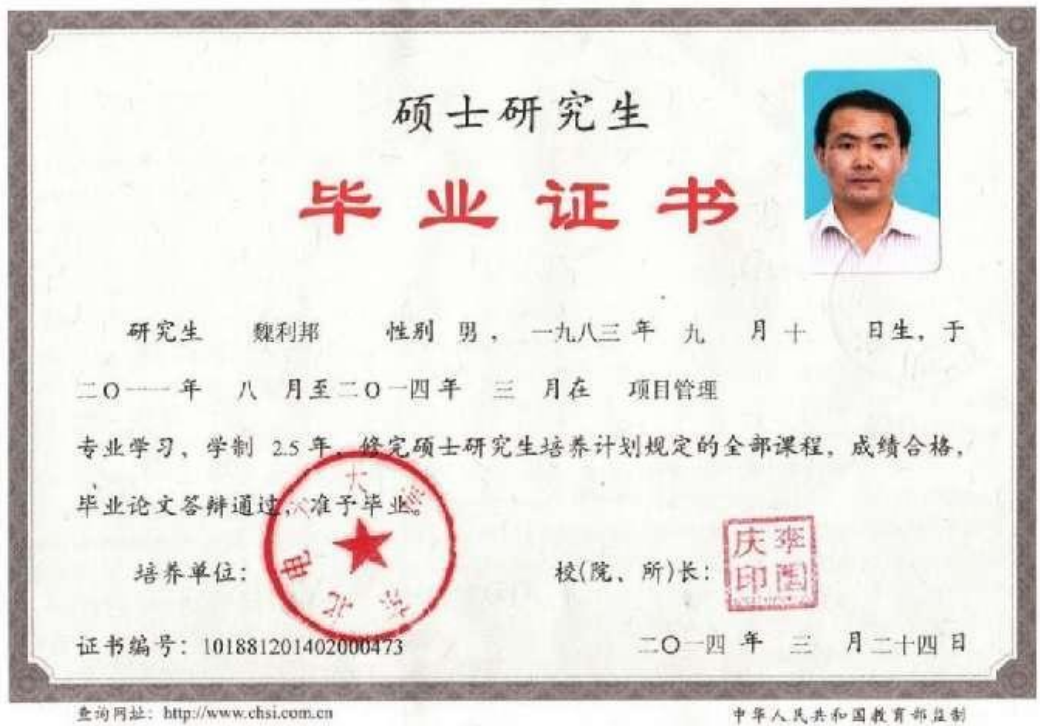 硕士研究生
毕业证书
研究生 魏利邦 性别 男， 一九八三 年 九 月 十 日生，于
二〇一一 年 八 月至 二〇一四 年 三 月在 项目管理
专业学习，学制 2.5 年，修完硕士研究生培养计划规定的全部课程，成绩合格，
毕业论文答辩通过，准予毕业。
培养单位：
校(院、所)长：
庆李
印
证书编号：101881201402000473
二〇一四 年 三 月二十四日
查询网址：http://www.chsi.com.cn
中华人民共和国教育部监制